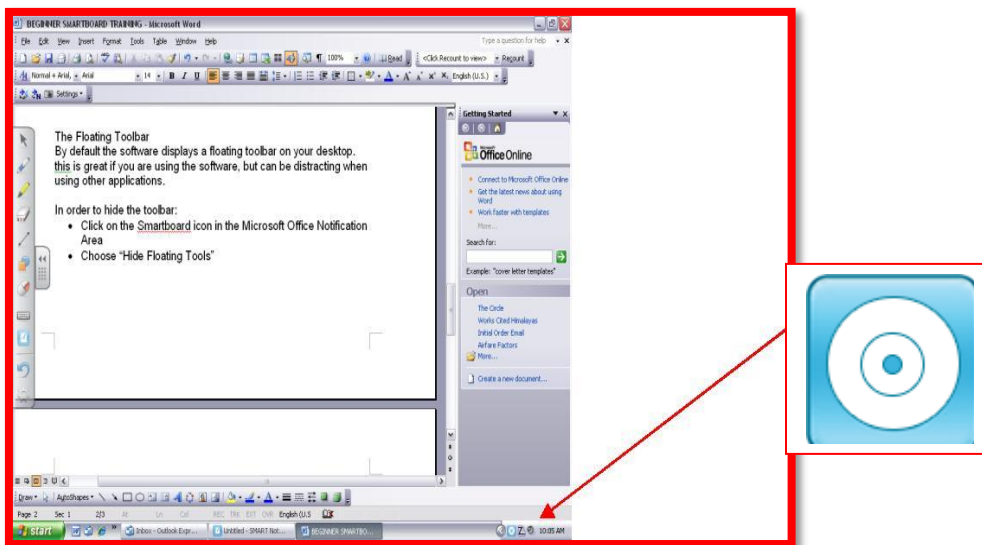 BEGINNER SMARTBOARD TRAINING - Microsoft Word
File Edit View Insert Format Tools Table Window Help
Type a question for help
100% Read <Click Recount to view> Recount
Normal + Arial, Arial 14 B I U English (U.S.)
Settings
The Floating Toolbar
By default the software displays a floating toolbar on your desktop.
this is great if you are using the software, but can be distracting when
using other applications.
In order to hide the toolbar:
• Click on the Smartboard icon in the Microsoft Office Notification
Area
• Choose “Hide Floating Tools”
Getting Started
Microsoft
Office Online
Connect to Microsoft Office Online
Get the latest news about using
Word
Work faster with templates
More...
Search for:
Example: "cover letter templates"
Open
The Circle
Works Cited Himalayas
Initial Order Email
Airfare Factors
More...
Create a new document...
Draw AutoShapes
Page 2 Sec 1 2/3 At Ln Col REC TRK EXT OVR English (U.S
start Inbox - Outlook Expr... Untitled - SMART Not... BEGINNER SMARTBO... 10:05 AM